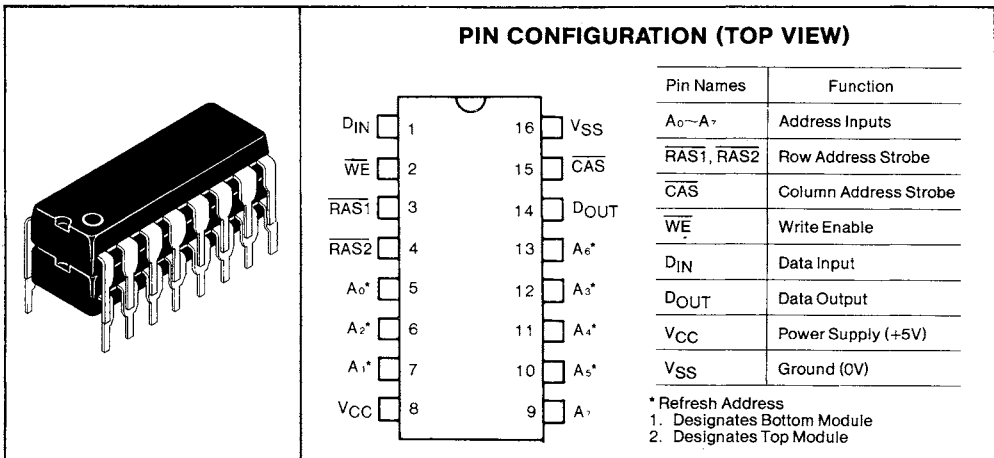 PIN CONFIGURATION (TOP VIEW)
DIN 1
WE 2
RAS1 3
RAS2 4
A0* 5
A2* 6
A1* 7
VCC 8
16 VSS
15 CAS
14 DOUT
13 A6*
12 A3*
11 A4*
10 A5*
9 A7
Pin Names Function
A0~A7 Address Inputs
RAS1, RAS2 Row Address Strobe
CAS Column Address Strobe
WE Write Enable
DIN Data Input
DOUT Data Output
VCC Power Supply (+5V)
VSS Ground (0V)
* Refresh Address
1. Designates Bottom Module
2. Designates Top Module